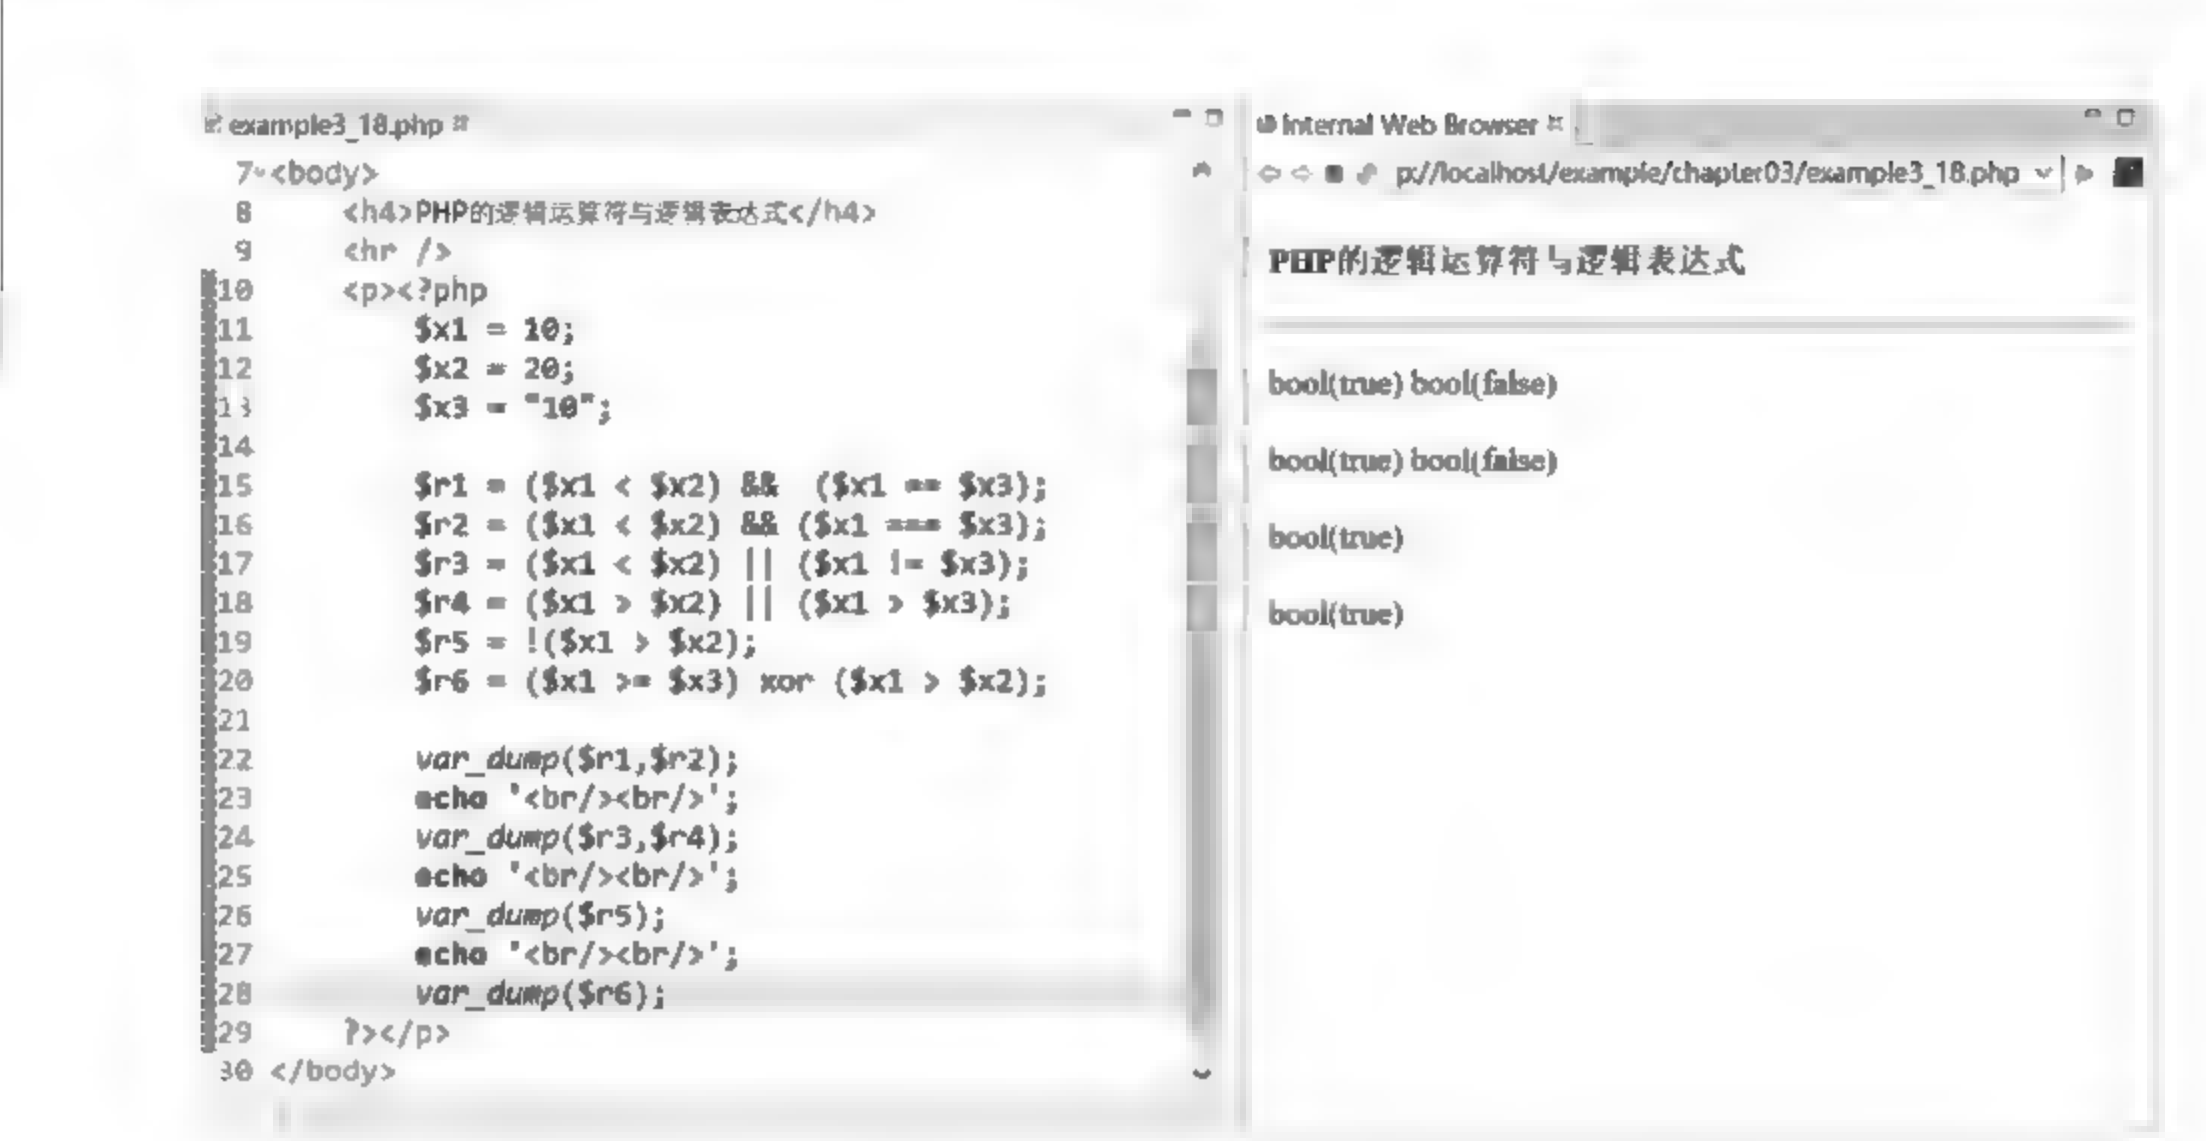 example3_18.php
7 <body>
8 <h4>PHP的逻辑运算符与逻辑表达式</h4>
9 <hr />
10 <p><?php
11 $x1 = 10;
12 $x2 = 20;
13 $x3 = "10";
14
15 $r1 = ($x1 < $x2) &&  ($x1 == $x3);
16 $r2 = ($x1 < $x2) && ($x1 === $x3);
17 $r3 = ($x1 < $x2) || ($x1 != $x3);
18 $r4 = ($x1 > $x2) || ($x1 > $x3);
19 $r5 = !($x1 > $x2);
20 $r6 = ($x1 >= $x3) xor ($x1 > $x2);
21
22 var_dump($r1,$r2);
23 echo '<br/><br/>';
24 var_dump($r3,$r4);
25 echo '<br/><br/>';
26 var_dump($r5);
27 echo '<br/><br/>';
28 var_dump($r6);
29 ?></p>
30 </body>
Internal Web Browser
p://localhost/example/chapter03/example3_18.php
PHP的逻辑运算符与逻辑表达式
bool(true) bool(false)
bool(true) bool(false)
bool(true)
bool(true)